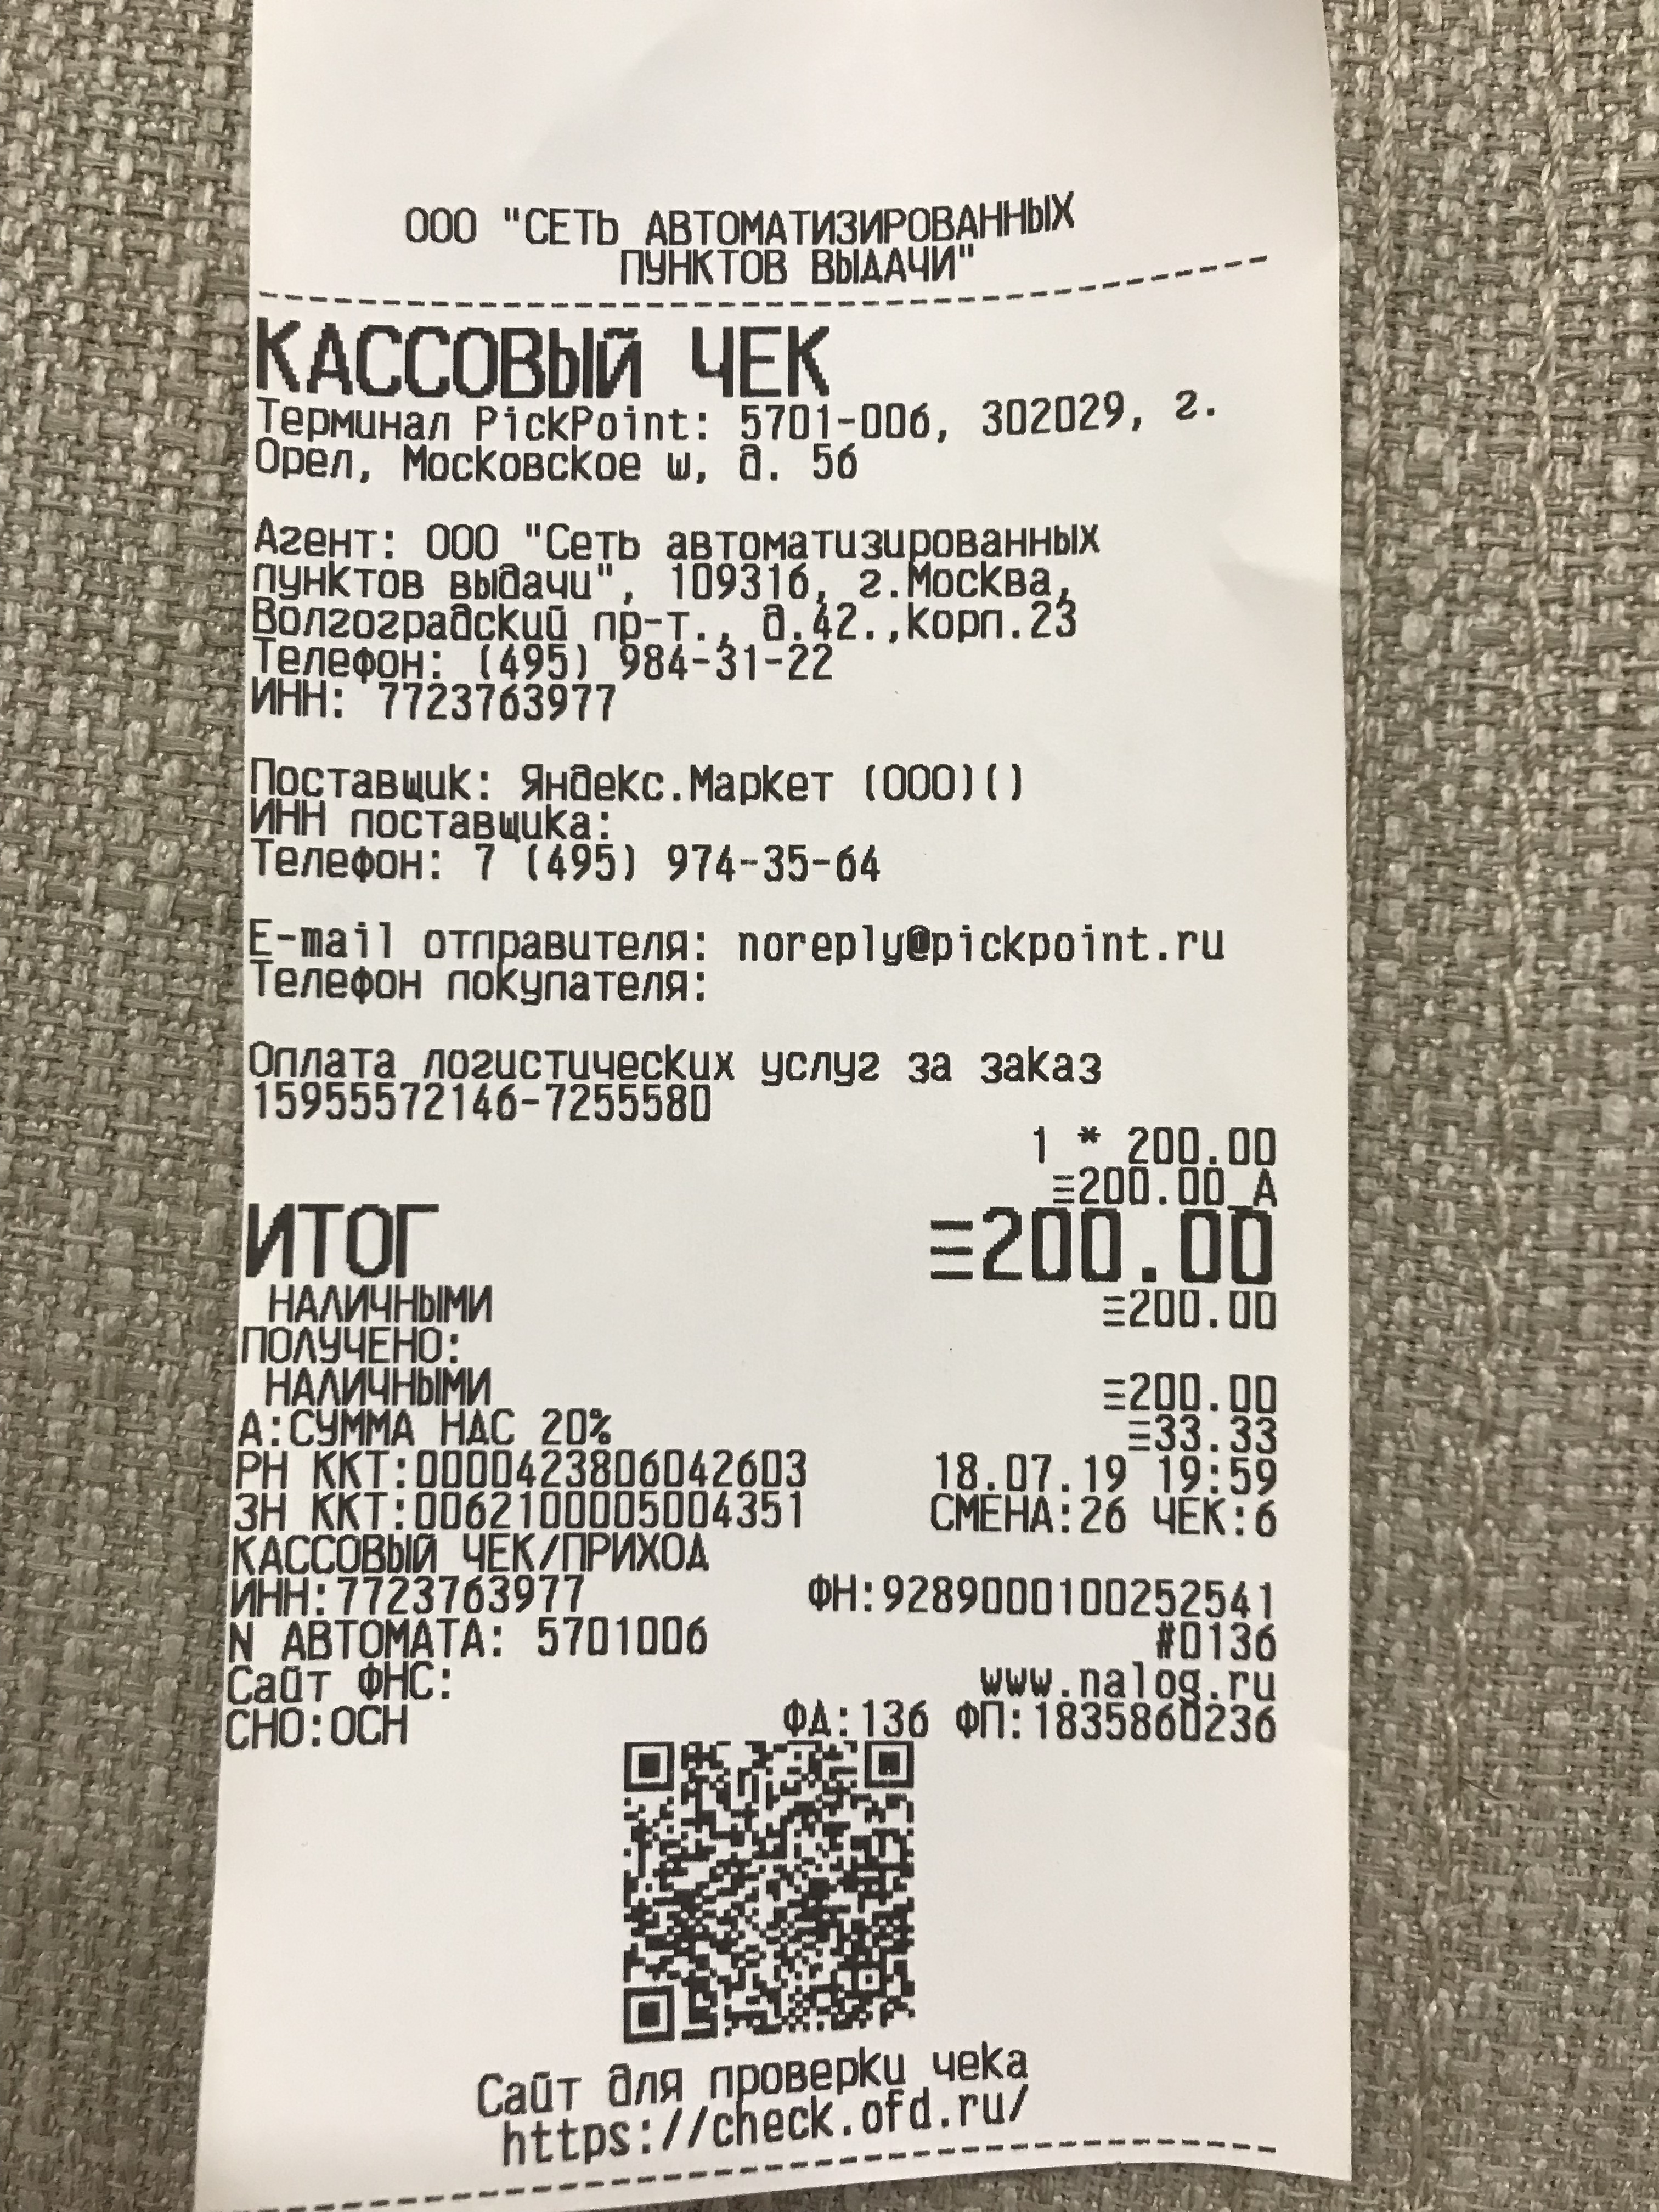 ООО "СЕТЬ АВТОМАТИЗИРОВАННЫХ
ПУНКТОВ ВЫДАЧИ"
КАССОВЫЙ ЧЕК
Терминал PickPoint: 5701-006, 302029, г.
Орел, Московское ш, д. 56
Агент: ООО "Сеть автоматизированных
пунктов выдачи", 109316, г.Москва,
Волгоградский пр-т., д.42.,корп.23
Телефон: (495) 984-31-22
ИНН: 7723763977
Поставщик: Яндекс.Маркет (ООО)()
ИНН поставщика:
Телефон: 7 (495) 974-35-64
E-mail отправителя: noreply@pickpoint.ru
Телефон покупателя:
Оплата логистических услуг за заказ
15955572146-7255580
1 * 200.00
≡200.00_А
ИТОГ ≡200.00
НАЛИЧНЫМИ ≡200.00
ПОЛУЧЕНО:
НАЛИЧНЫМИ ≡200.00
А:СУММА НДС 20% ≡33.33
РН ККТ:0000423806042603 18.07.19 19:59
ЗН ККТ:00621000050​04351 СМЕНА:26 ЧЕК:6
КАССОВЫЙ ЧЕК/ПРИХОД
ИНН:7723763977 ФН:9289000100252541
N АВТОМАТА: 5701006 #0136
Сайт ФНС: www.nalog.ru
СНО:ОСН ФД:136 ФП:1835860236
Сайт для проверки чека
https://check.ofd.ru/